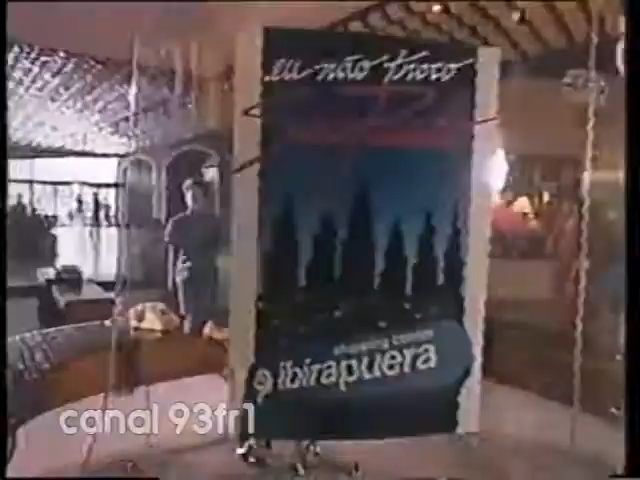 eu não troco
shopping center
ibirapuera
canal 93fr1